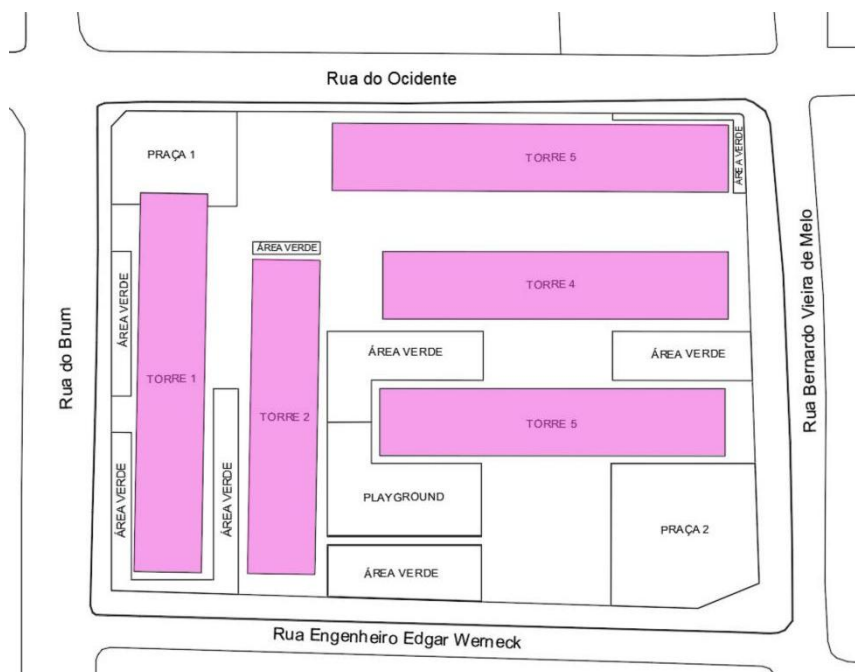 Rua do Ocidente
PRAÇA 1
TORRE 5
ÁREA VERDE
ÁREA VERDE
ÁREA VERDE
TORRE 4
ÁREA VERDE
ÁREA VERDE
TORRE 1
TORRE 2
TORRE 5
Rua do Brum
Rua Bernardo Vieira de Melo
ÁREA VERDE
ÁREA VERDE
PLAYGROUND
PRAÇA 2
ÁREA VERDE
Rua Engenheiro Edgar Werneck